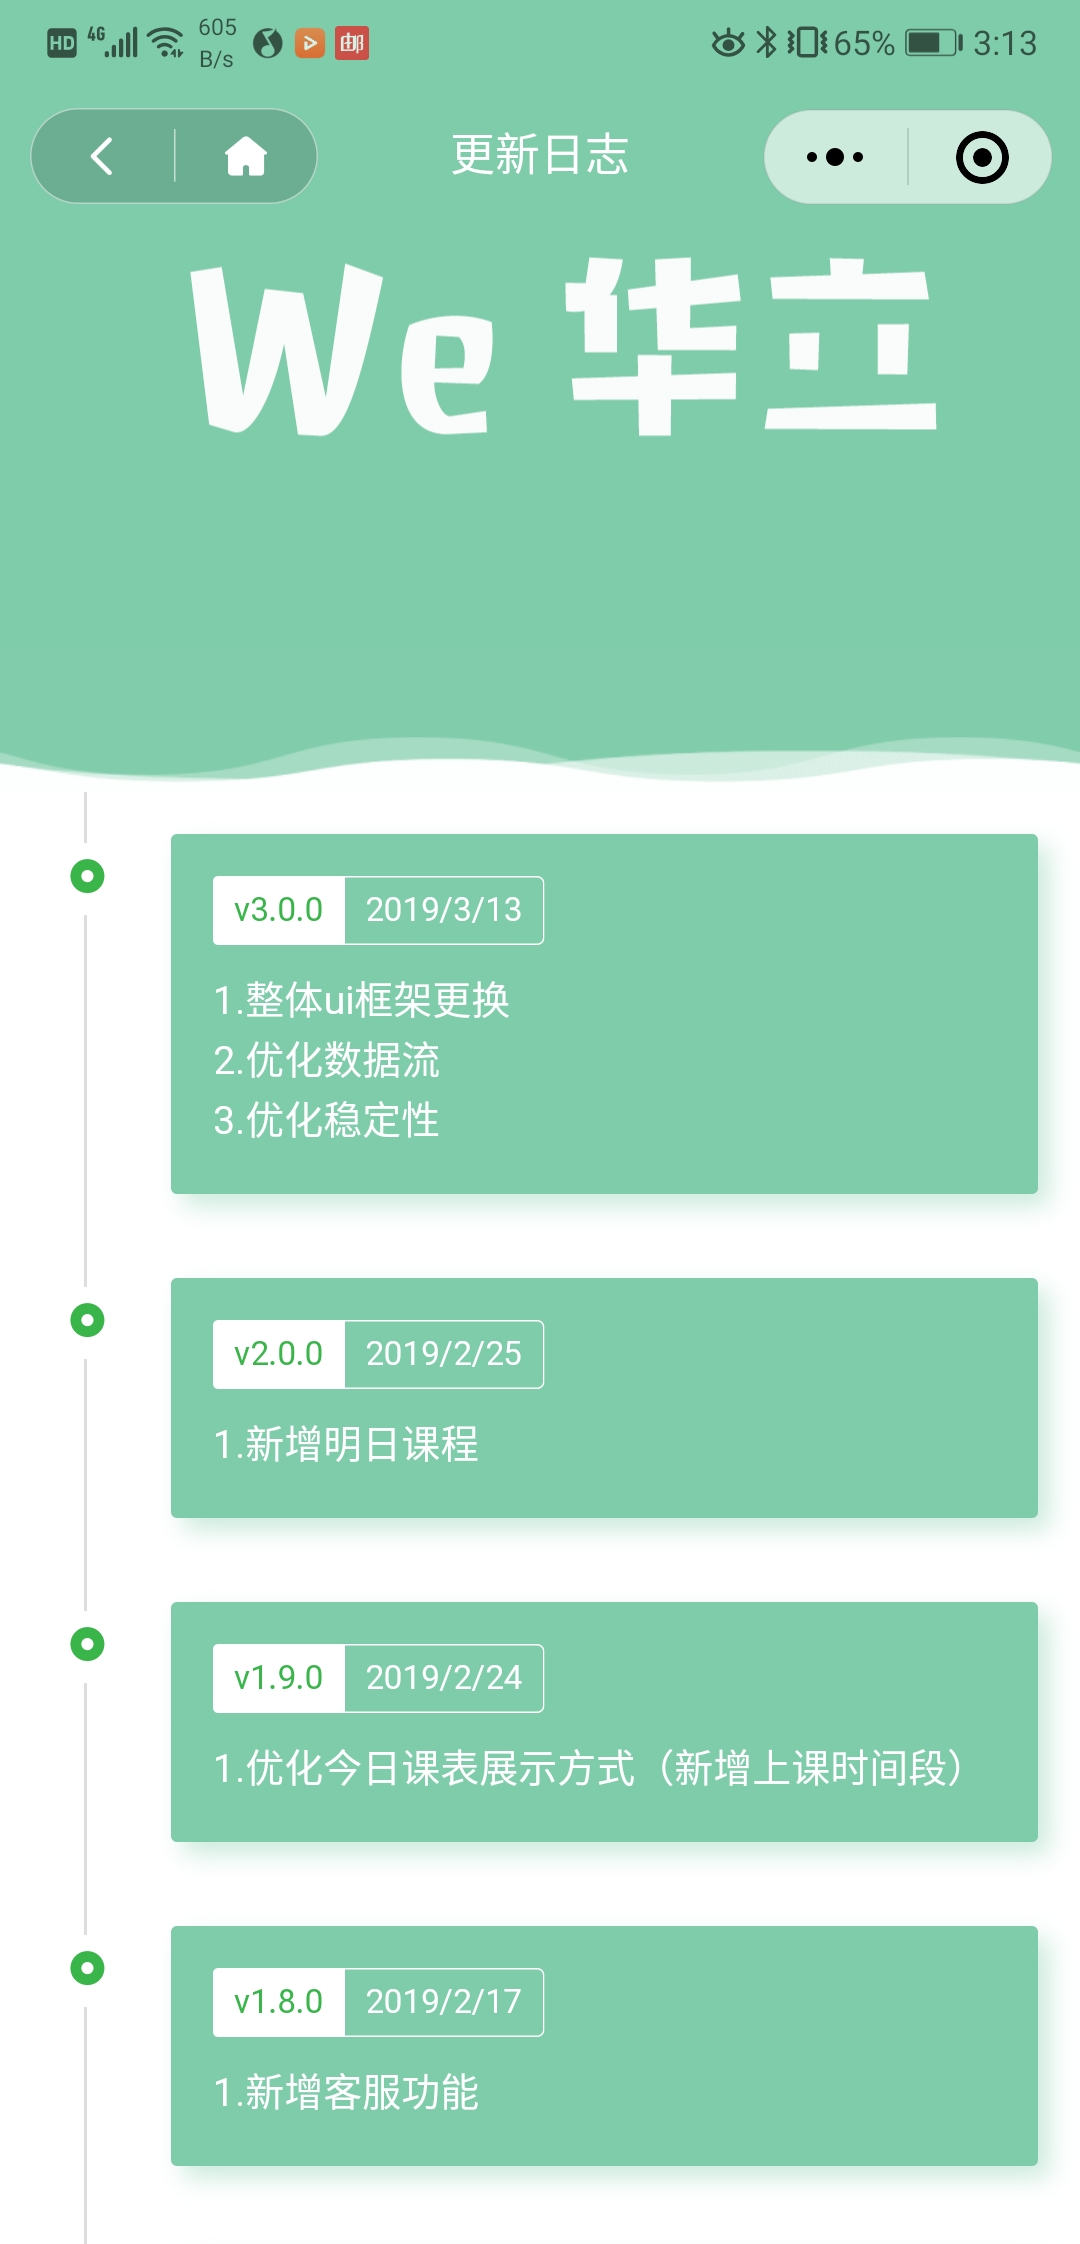 HD 4G 605 B/s 邮 65% 3:13
更新日志
We 华立
v3.0.0 2019/3/13
1.整体ui框架更换
2.优化数据流
3.优化稳定性
v2.0.0 2019/2/25
1.新增明日课程
v1.9.0 2019/2/24
1.优化今日课表展示方式（新增上课时间段）
v1.8.0 2019/2/17
1.新增客服功能